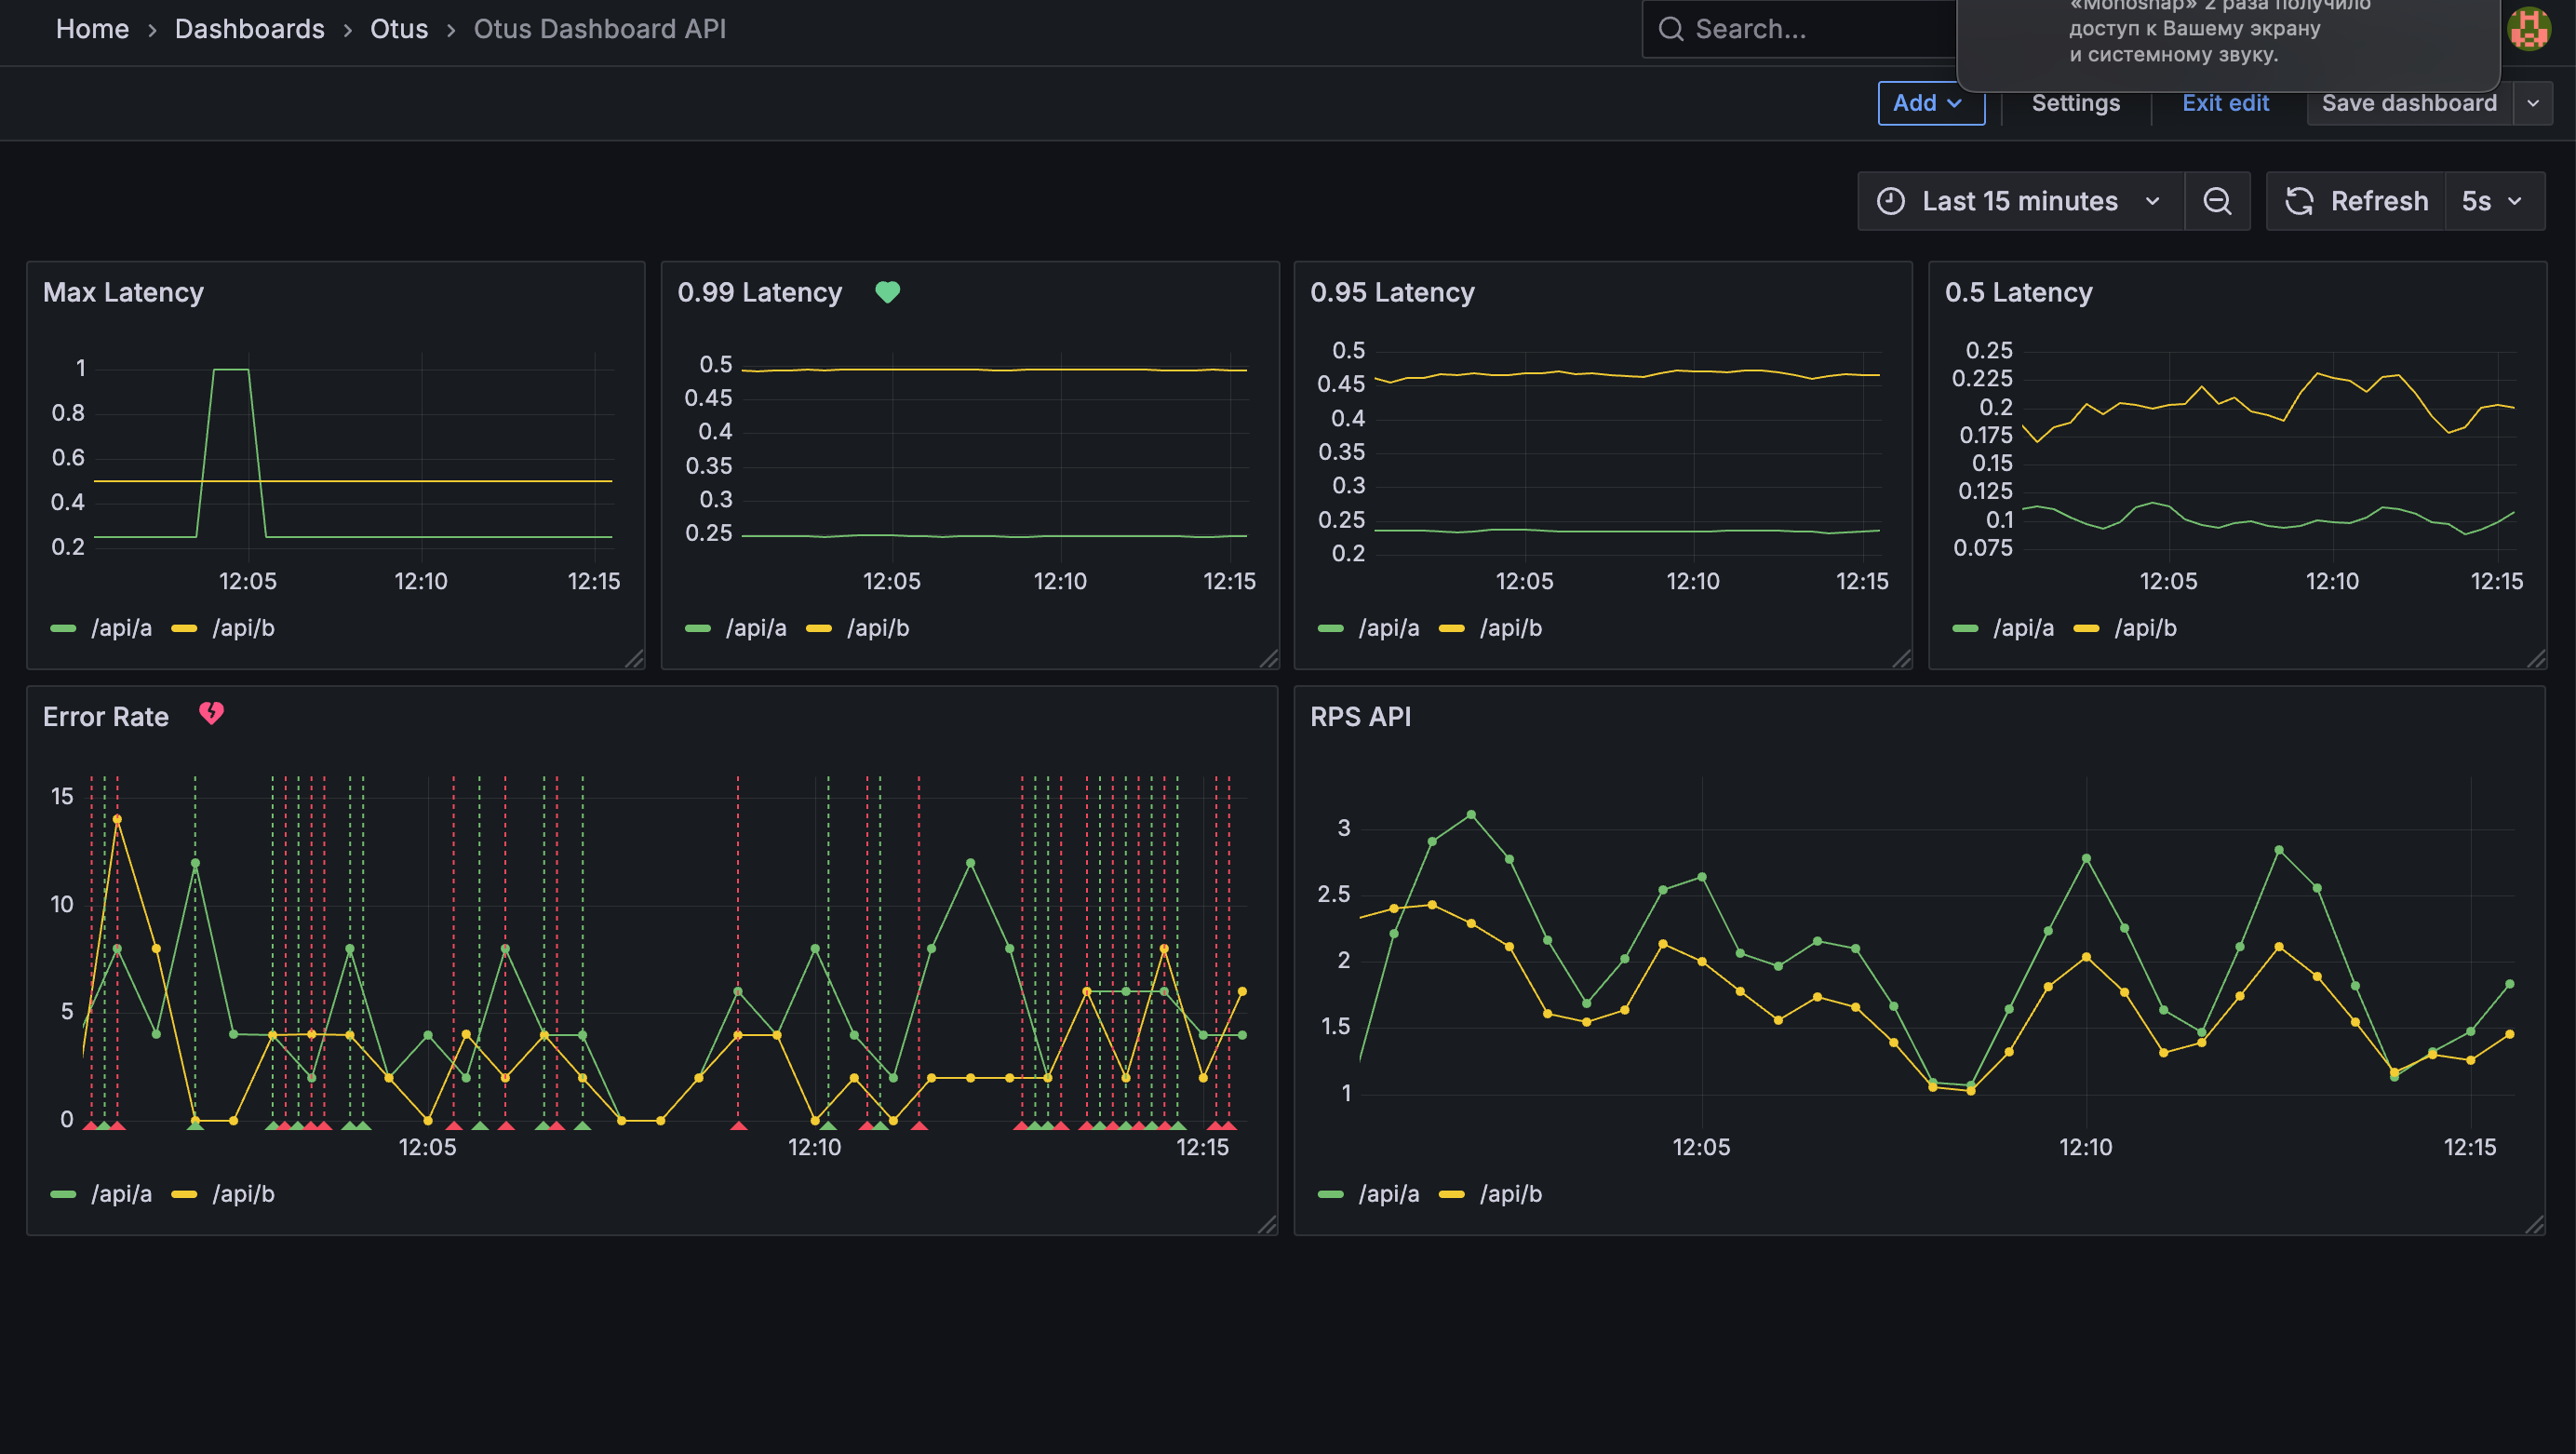 Home › Dashboards › Otus › Otus Dashboard API
Search...
«Monosnap» 2 раза получило
доступ к Вашему экрану
и системному звуку.
Add
Settings
Exit edit
Save dashboard
Last 15 minutes
Refresh
5s
Max Latency
1
0.8
0.6
0.4
0.2
12:05
12:10
12:15
/api/a
/api/b
0.99 Latency
0.5
0.45
0.4
0.35
0.3
0.25
12:05
12:10
12:15
/api/a
/api/b
0.95 Latency
0.5
0.45
0.4
0.35
0.3
0.25
0.2
12:05
12:10
12:15
/api/a
/api/b
0.5 Latency
0.25
0.225
0.2
0.175
0.15
0.125
0.1
0.075
12:05
12:10
12:15
/api/a
/api/b
Error Rate
15
10
5
0
12:05
12:10
12:15
/api/a
/api/b
RPS API
3
2.5
2
1.5
1
12:05
12:10
12:15
/api/a
/api/b